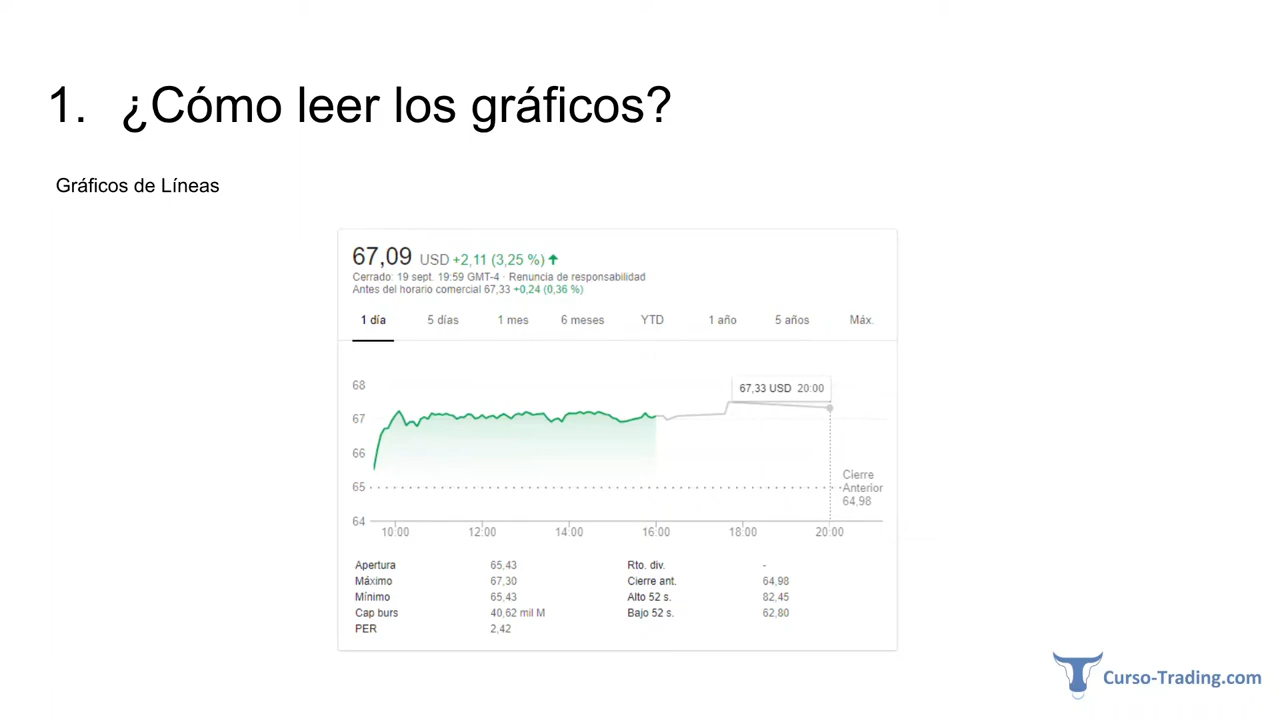 1. ¿Cómo leer los gráficos?
Gráficos de Líneas
67,09 USD +2,11 (3,25 %)
Cerrado: 19 sept. 19:59 GMT-4 · Renuncia de responsabilidad
Antes del horario comercial 67,33 +0,24 (0,36 %)
1 día 5 días 1 mes 6 meses YTD 1 año 5 años Máx.
67,33 USD 20:00
68
67
66
65
64
Cierre
Anterior
64,98
10:00 12:00 14:00 16:00 18:00 20:00
Apertura 65,43 Rto. div. -
Máximo 67,30 Cierre ant. 64,98
Mínimo 65,43 Alto 52 s. 82,45
Cap burs 40,62 mil M Bajo 52 s. 62,80
PER 2,42
Curso-Trading.com